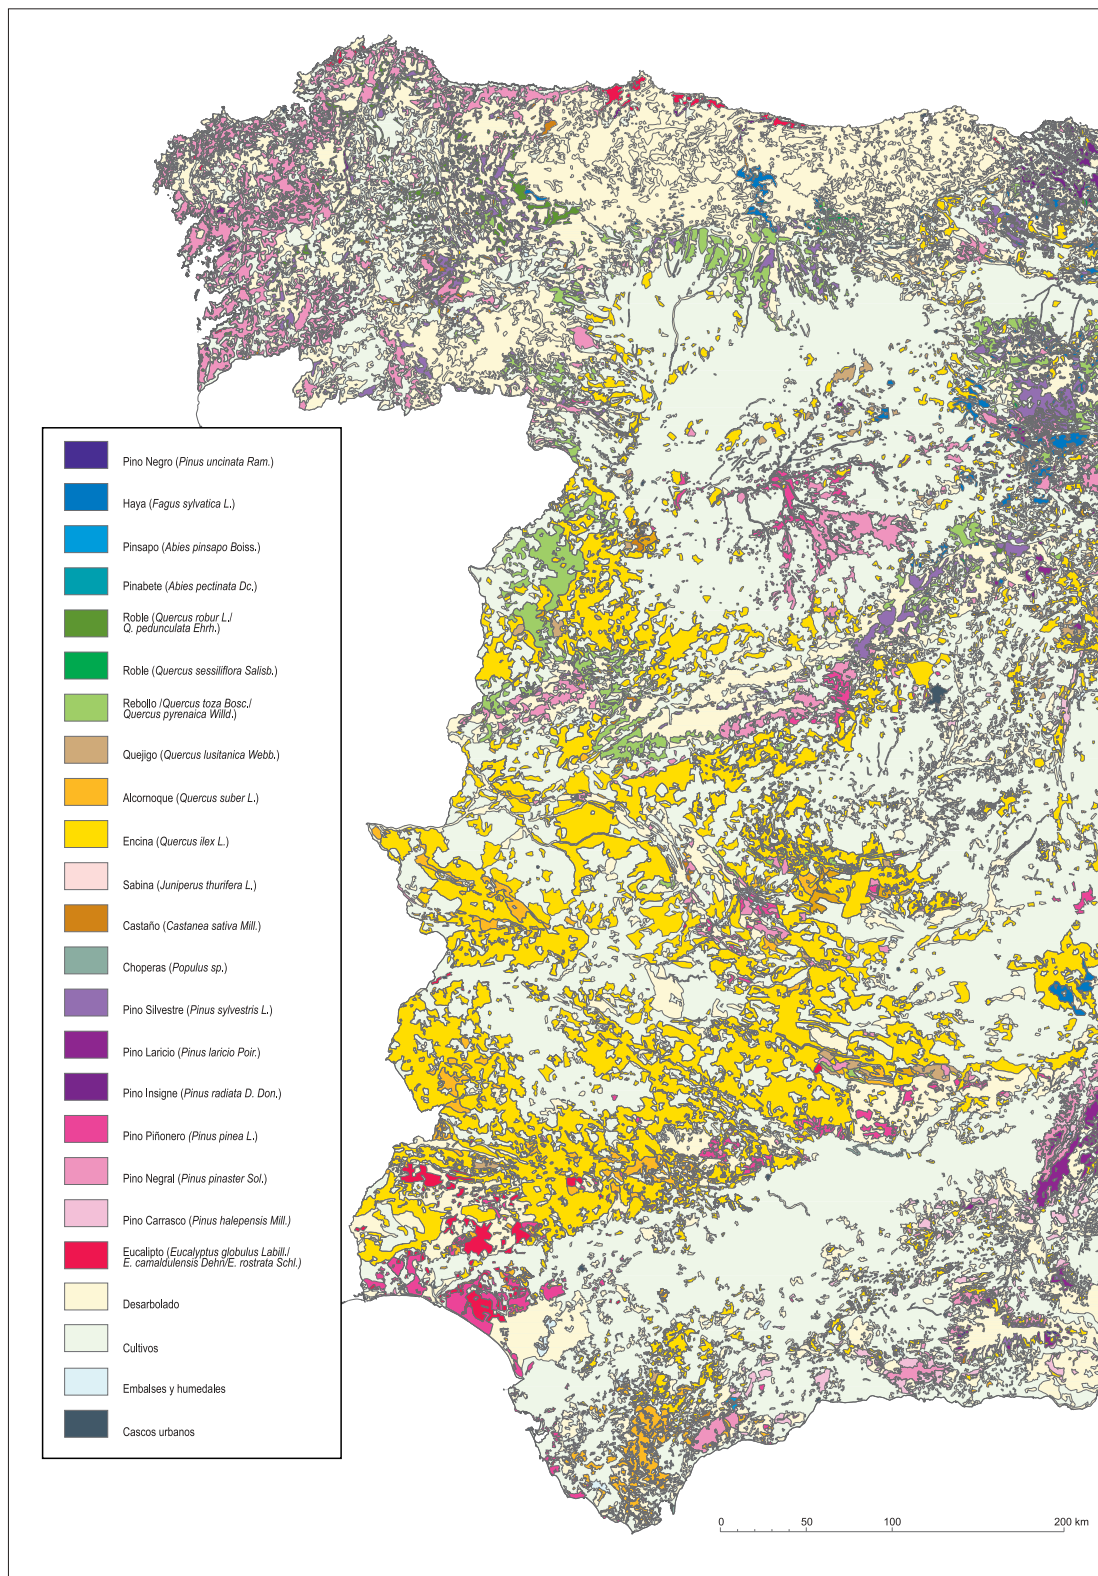 Pino Negro (Pinus uncinata Ram.)
Haya (Fagus sylvatica L.)
Pinsapo (Abies pinsapo Boiss.)
Pinabete (Abies pectinata Dc.)
Roble (Quercus robur L./
Q. pedunculata Ehrh.)
Roble (Quercus sessiliflora Salisb.)
Rebollo /Quercus toza Bosc./
Quercus pyrenaica Willd.)
Quejigo (Quercus lusitanica Webb.)
Alcornoque (Quercus suber L.)
Encina (Quercus ilex L.)
Sabina (Juniperus thurifera L.)
Castaño (Castanea sativa Mill.)
Choperas (Populus sp.)
Pino Silvestre (Pinus sylvestris L.)
Pino Laricio (Pinus laricio Poir.)
Pino Insigne (Pinus radiata D. Don.)
Pino Piñonero (Pinus pinea L.)
Pino Negral (Pinus pinaster Sol.)
Pino Carrasco (Pinus halepensis Mill.)
Eucalipto (Eucalyptus globulus Labill./
E. camaldulensis Dehn/E. rostrata Schl.)
Desarbolado
Cultivos
Embalses y humedales
Cascos urbanos
0 50 100 200 km